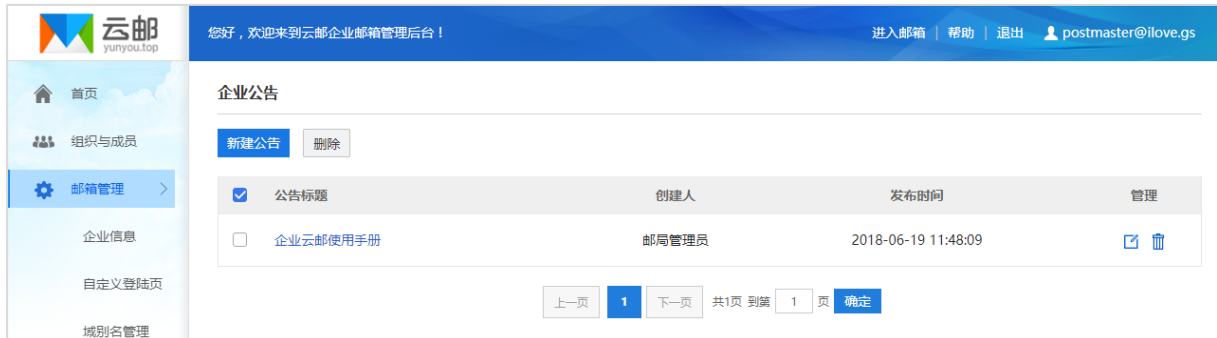 云邮
yunyou.top
您好，欢迎来到云邮企业邮箱管理后台！
进入邮箱 | 帮助 | 退出 postmaster@ilove.gs
首页
组织与成员
邮箱管理
企业信息
自定义登陆页
域别名管理
企业公告
新建公告 删除
公告标题 创建人 发布时间 管理
企业云邮使用手册 邮局管理员 2018-06-19 11:48:09
上一页 1 下一页 共1页 到第 1 页 确定